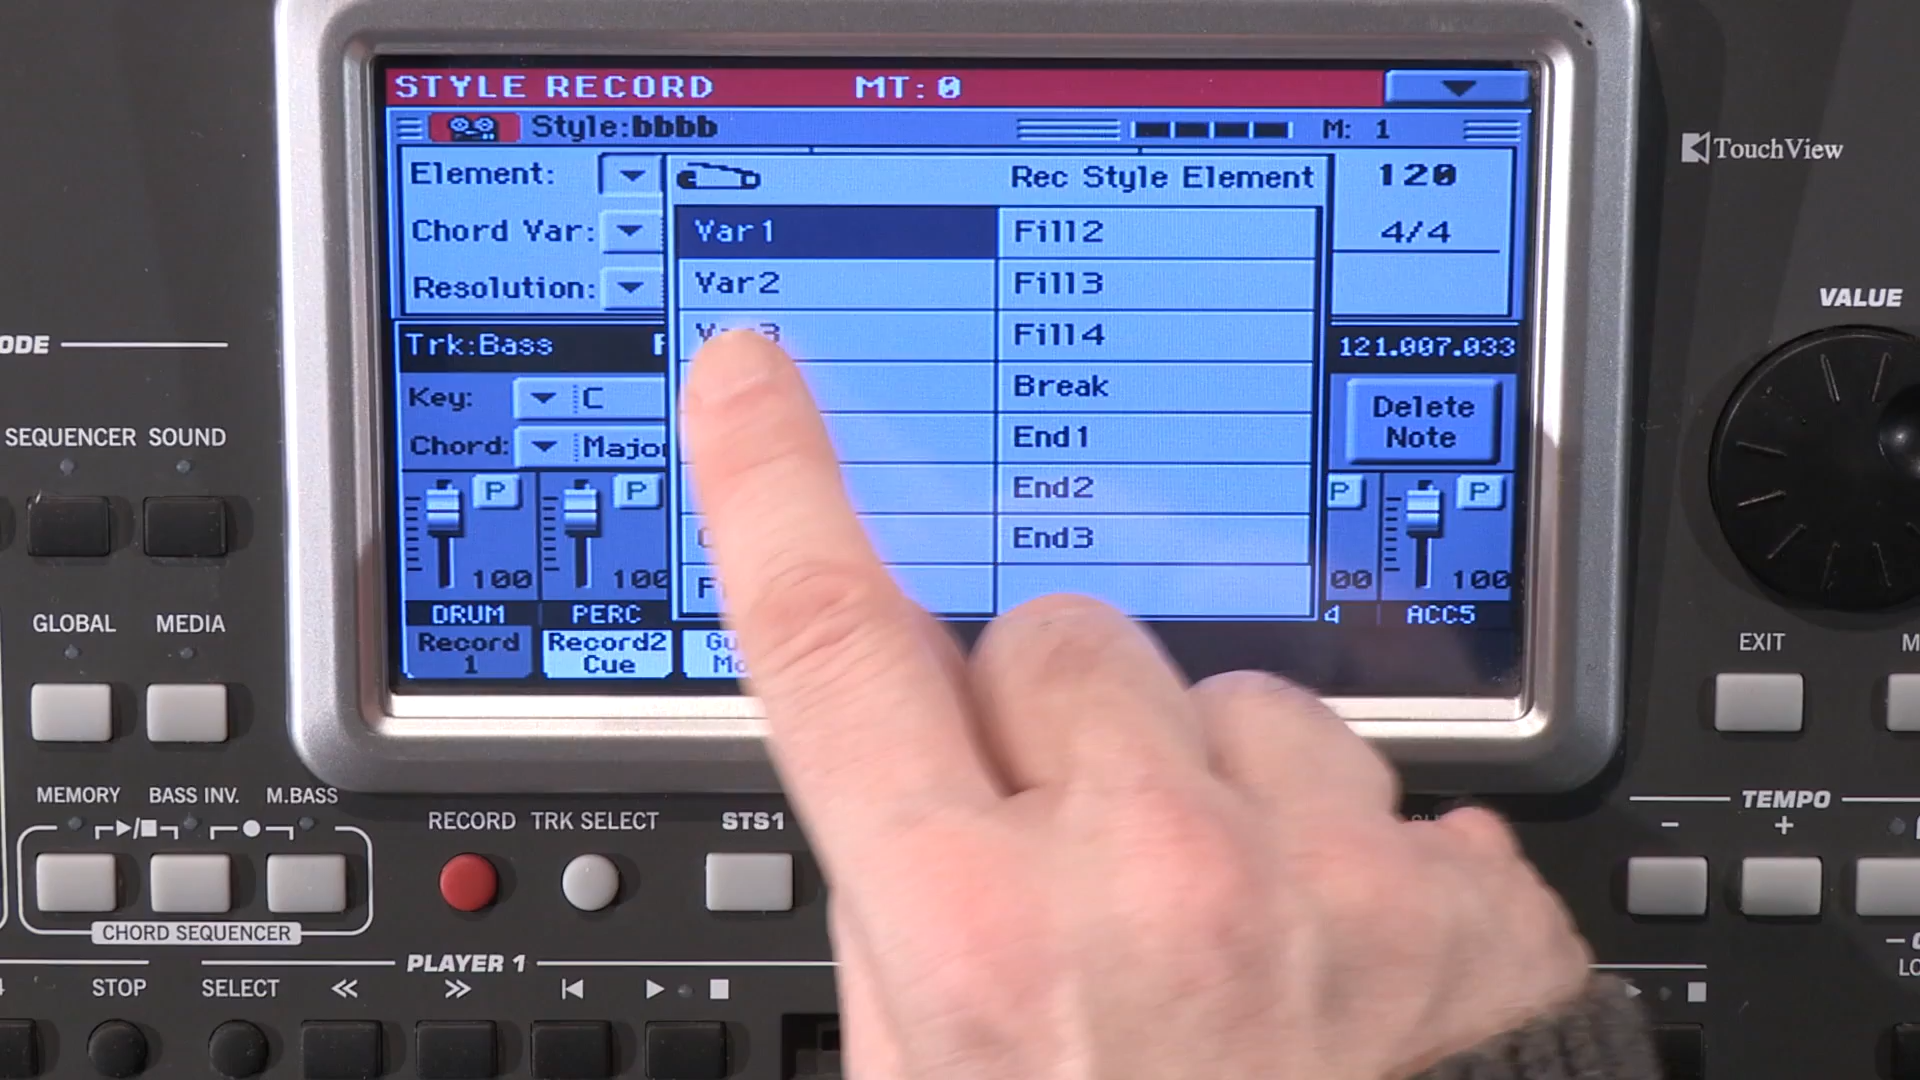 STYLE RECORD MT: 0
Style:bbbb M: 1
Element: Rec Style Element 120
Chord Var: Var1 Fill2 4/4
Resolution: Var2 Fill3
Var3 Fill4
Trk:Bass 121.007.033
Key: C Break
Delete Note
Chord: End1
P P End2 P P
End3
100 100 00 100
DRUM PERC 4 ACC5
Record 1
Record2 Cue
TouchView
VALUE
SEQUENCER SOUND
GLOBAL MEDIA
EXIT
MEMORY BASS INV. M.BASS
RECORD TRK SELECT STS1
TEMPO
- +
CHORD SEQUENCER
PLAYER 1
STOP SELECT